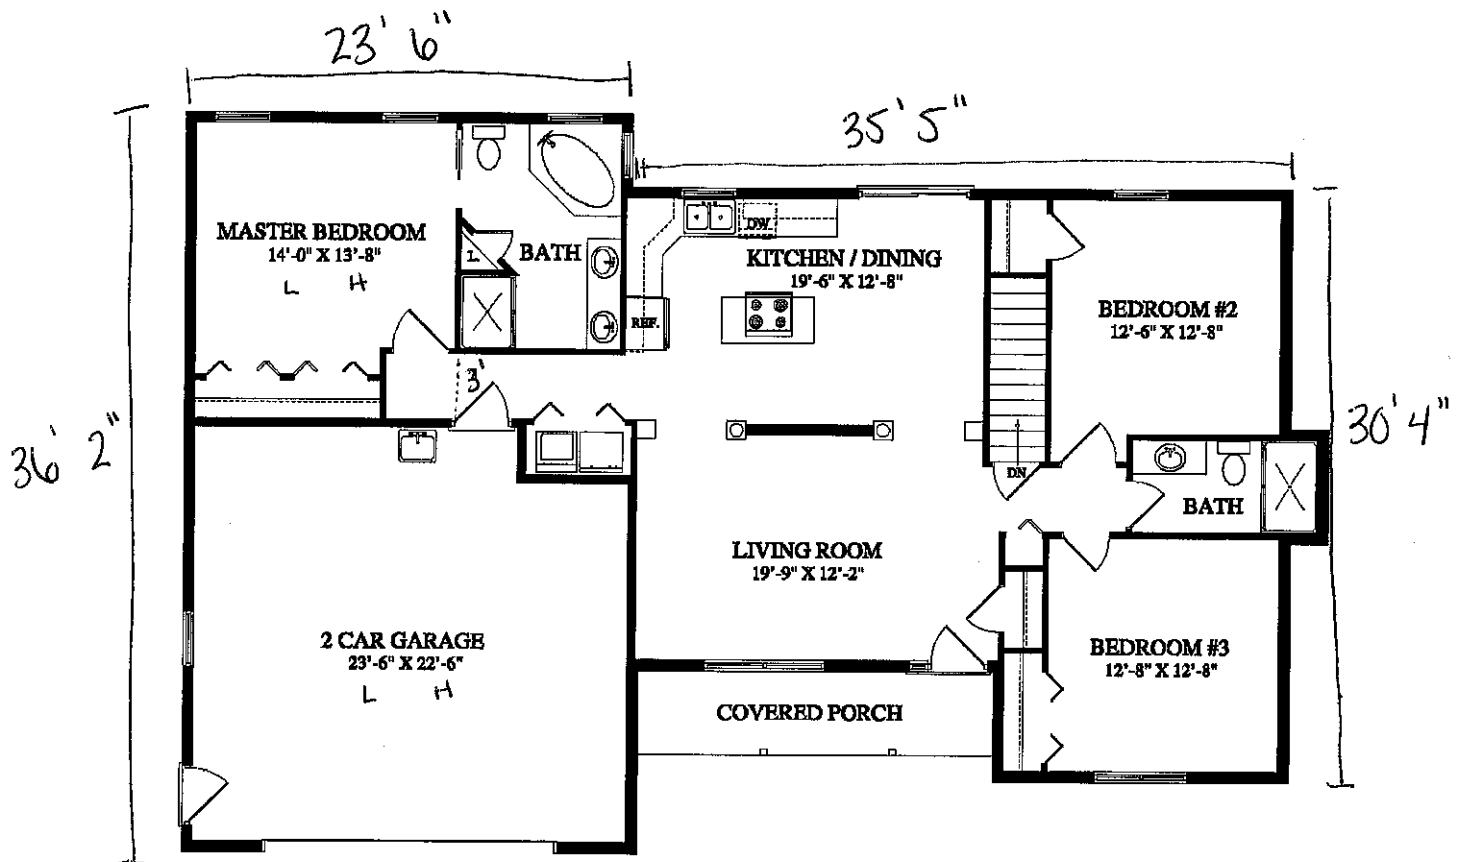 23' 6"
35' 5"
MASTER BEDROOM
14'-0" X 13'-8"
L H
L.
BATH
DW
KITCHEN / DINING
19'-6" X 12'-8"
REF.
BEDROOM #2
12'-6" X 12'-8"
3'
36' 2"
30' 4"
DN
BATH
LIVING ROOM
19'-9" X 12'-2"
2 CAR GARAGE
23'-6" X 22'-6"
L H
BEDROOM #3
12'-8" X 12'-8"
COVERED PORCH